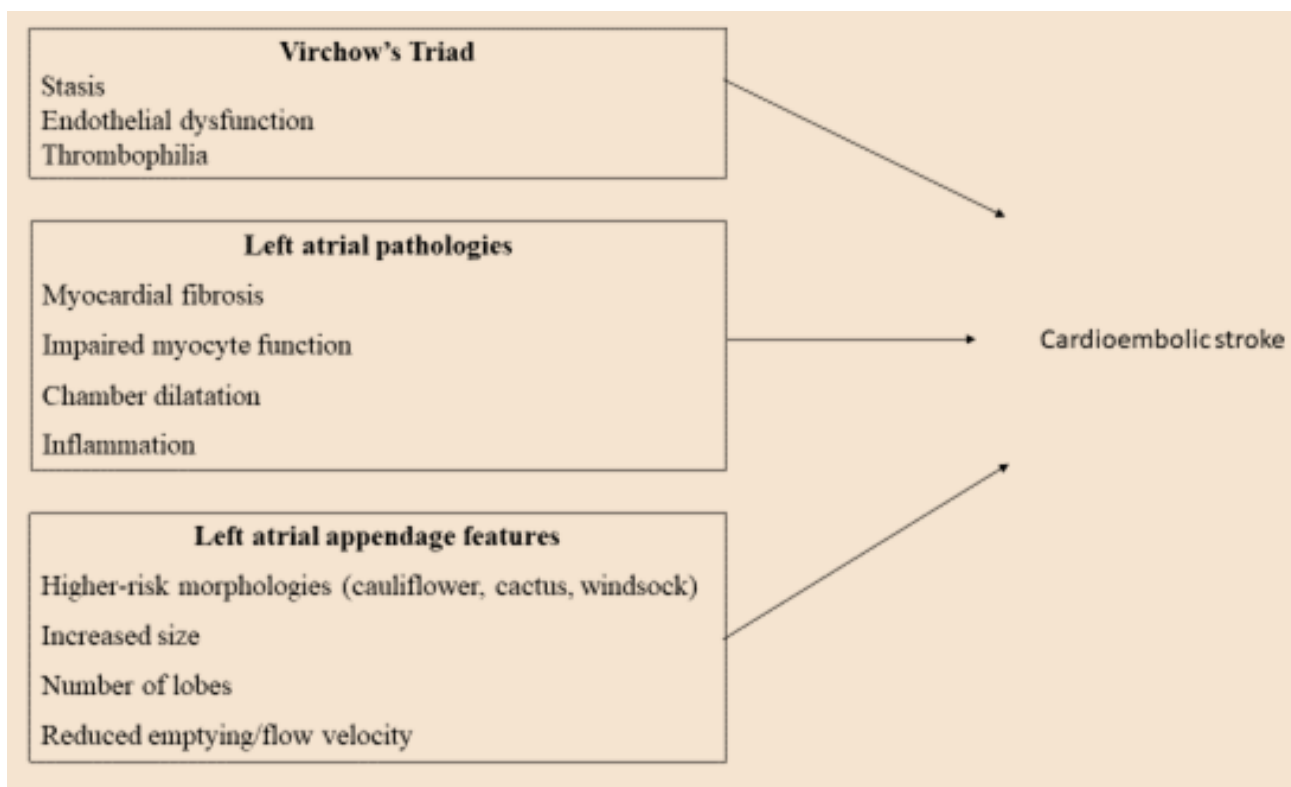 Virchow's Triad
Stasis
Endothelial dysfunction
Thrombophilia
Left atrial pathologies
Myocardial fibrosis
Impaired myocyte function
Chamber dilatation
Inflammation
Cardioembolic stroke
Left atrial appendage features
Higher-risk morphologies (cauliflower, cactus, windsock)
Increased size
Number of lobes
Reduced emptying/flow velocity